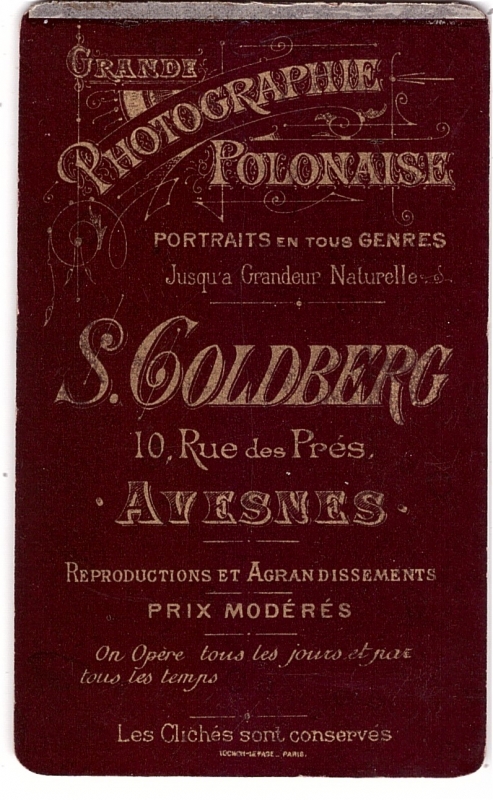 GRANDE
PHOTOGRAPHIE
POLONAISE
PORTRAITS EN TOUS GENRES
Jusqu'a Grandeur Naturelle
S. GOLDBERG
10, Rue des Prés,
AVESNES
REPRODUCTIONS ET AGRANDISSEMENTS
PRIX MODÉRÉS
On Opère tous les jours et par
tous les temps
Les Clichés sont conservés
PARIS.